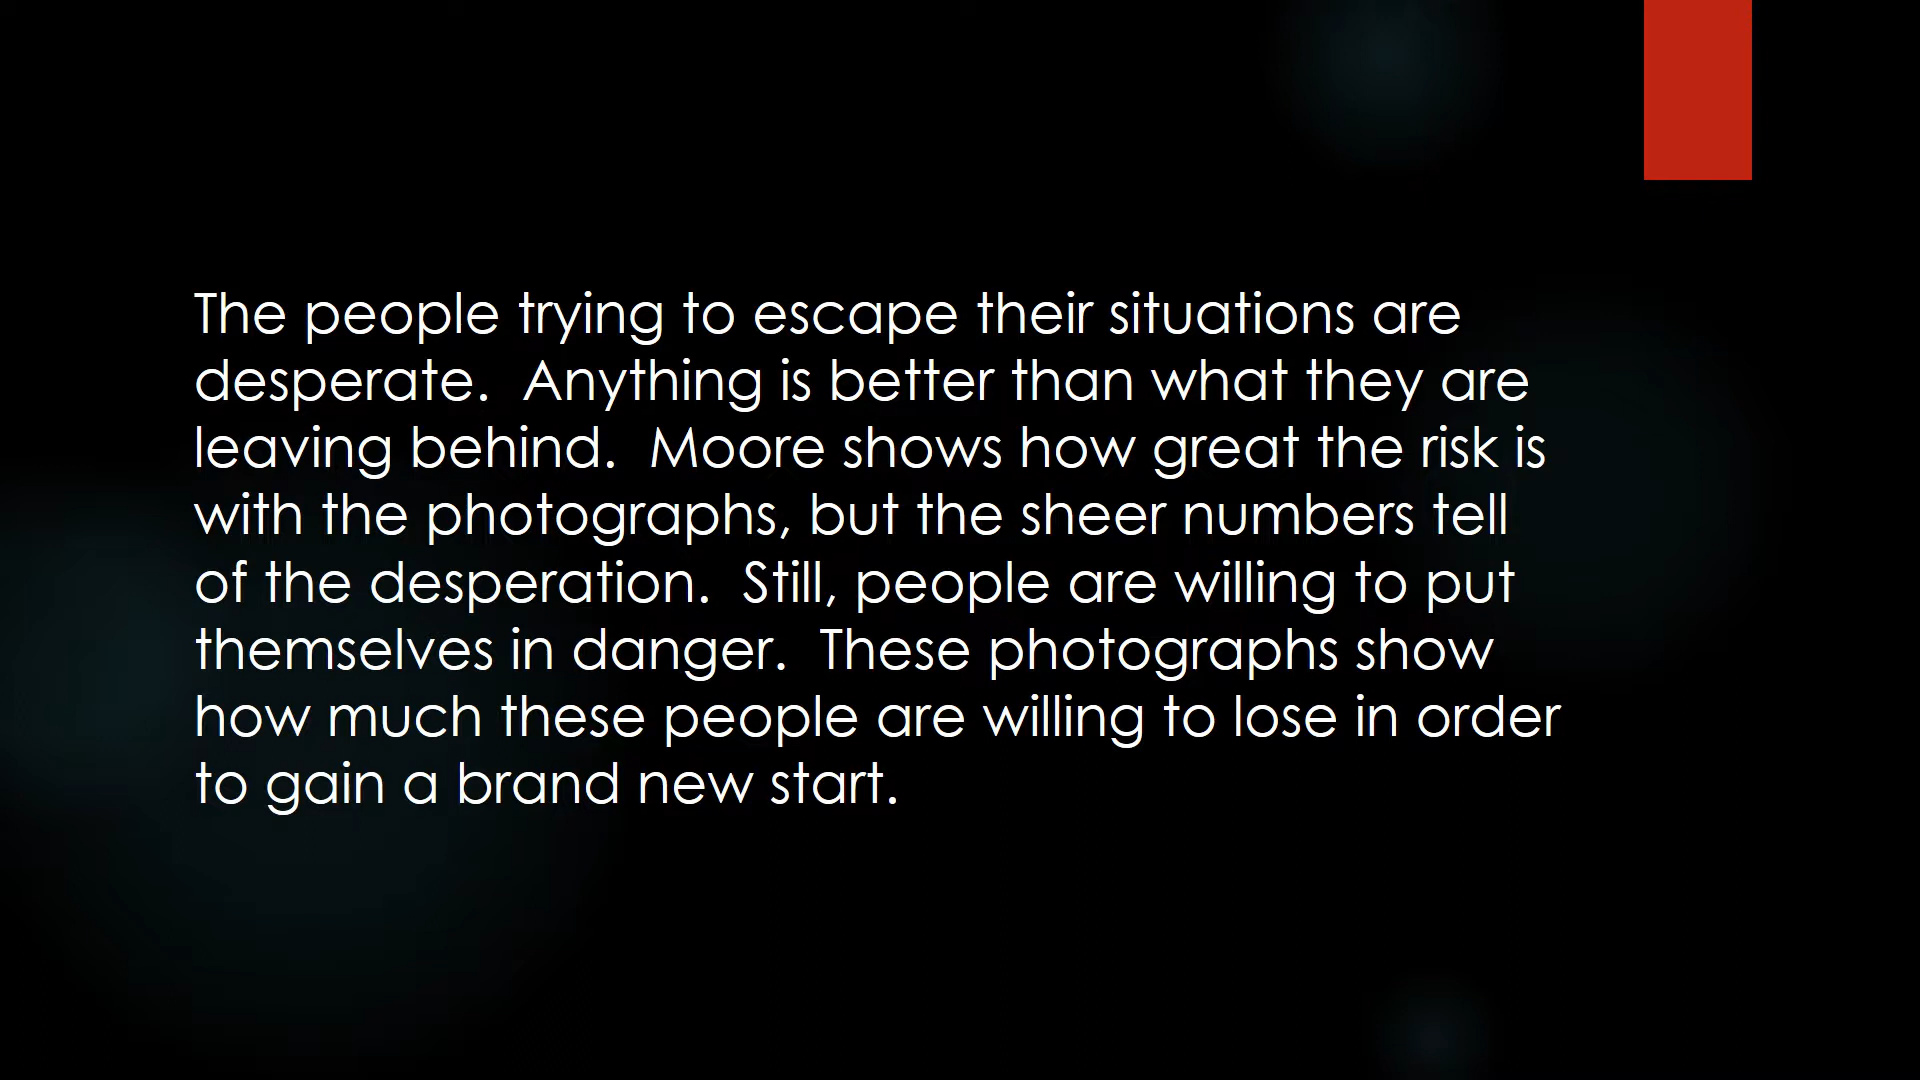 The people trying to escape their situations are
desperate.  Anything is better than what they are
leaving behind.  Moore shows how great the risk is
with the photographs, but the sheer numbers tell
of the desperation.  Still, people are willing to put
themselves in danger.  These photographs show
how much these people are willing to lose in order
to gain a brand new start.